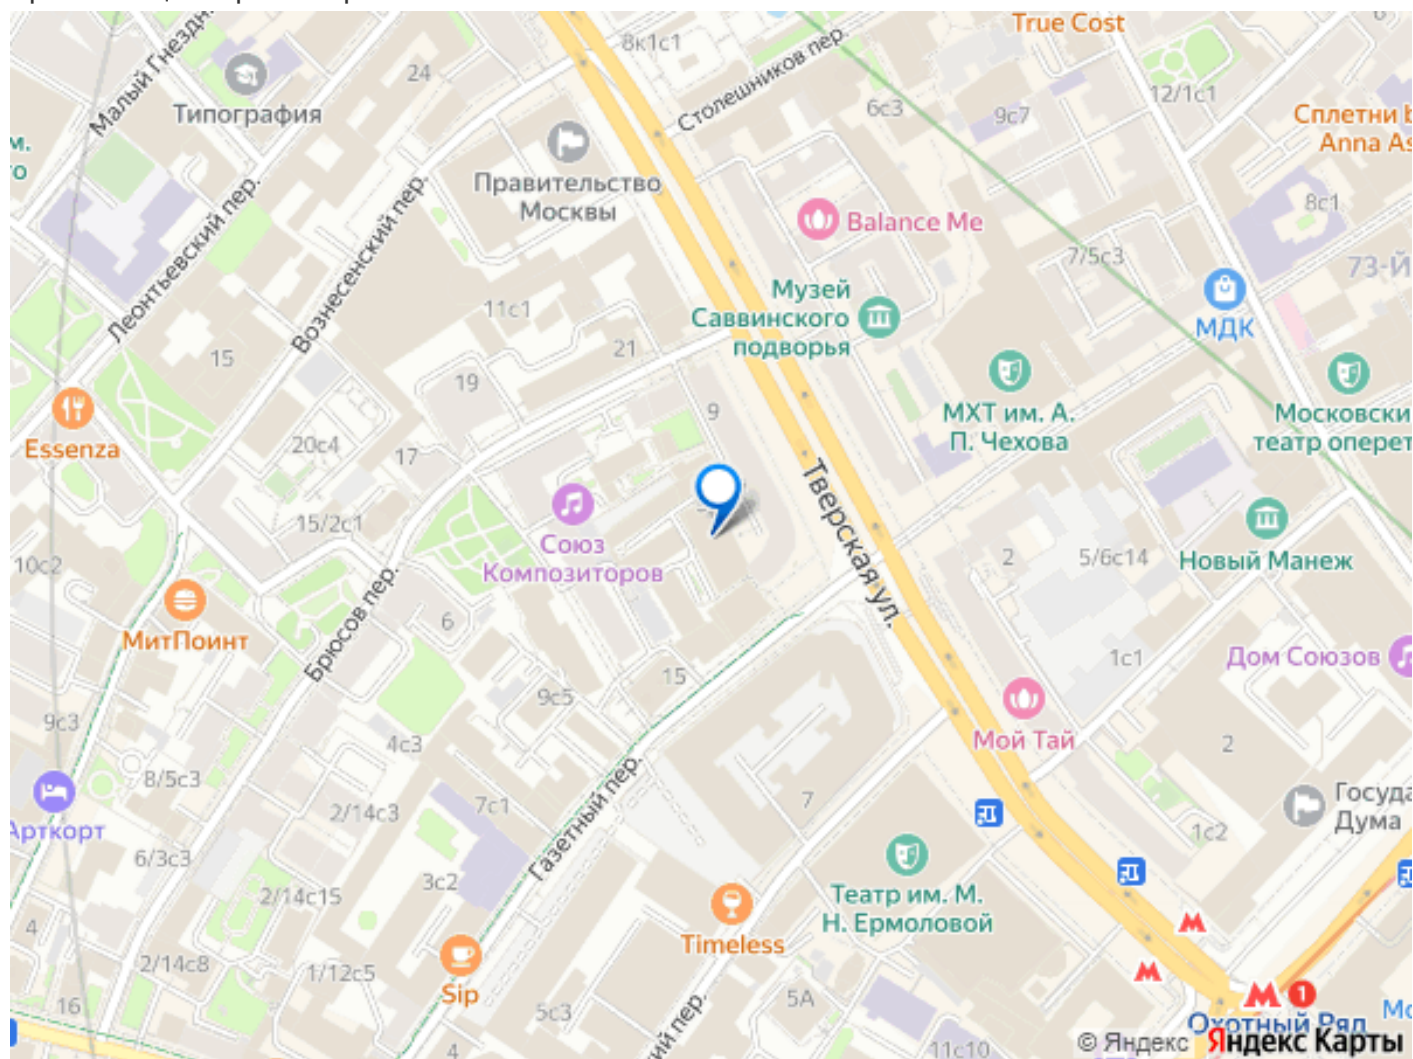 True Cost
8к1с1
Малый Гнездн
24
Столешников пер.
Типография
6с3
9с7
12/1с1
Сплетни b
Anna As
м.
о
Правительство
Москвы
Леонтьевский пер.
Вознесенский пер.
Balance Me
8с1
7/5с3
73-й
Музей
Саввинского
подворья
11с1
МДК
21
15
19
9
МХТ им. А.
П. Чехова
Московски
театр оперет
Essenza
20с4
17
Тверская ул.
15/2с1
Союз
Композиторов
10с2
2
5/6с14
Новый Манеж
МитПоинт
Брюсов пер.
6
1с1
Дом Союзов
15
9с5
9с3
4с3
Мой Тай
2
8/5с3
2/14с3
7с1
Газетный пер.
7
Госуда
Дума
Арткорт
1с2
6/3с3
3с2
2/14с15
Театр им. М.
Н. Ермоловой
4
Timeless
2/14с8
1/12с5
Sip
16
5с3
5А
ий пер.
1
Охотный Ряд
Мо
4
11с10
© Яндекс Яндекс Карты